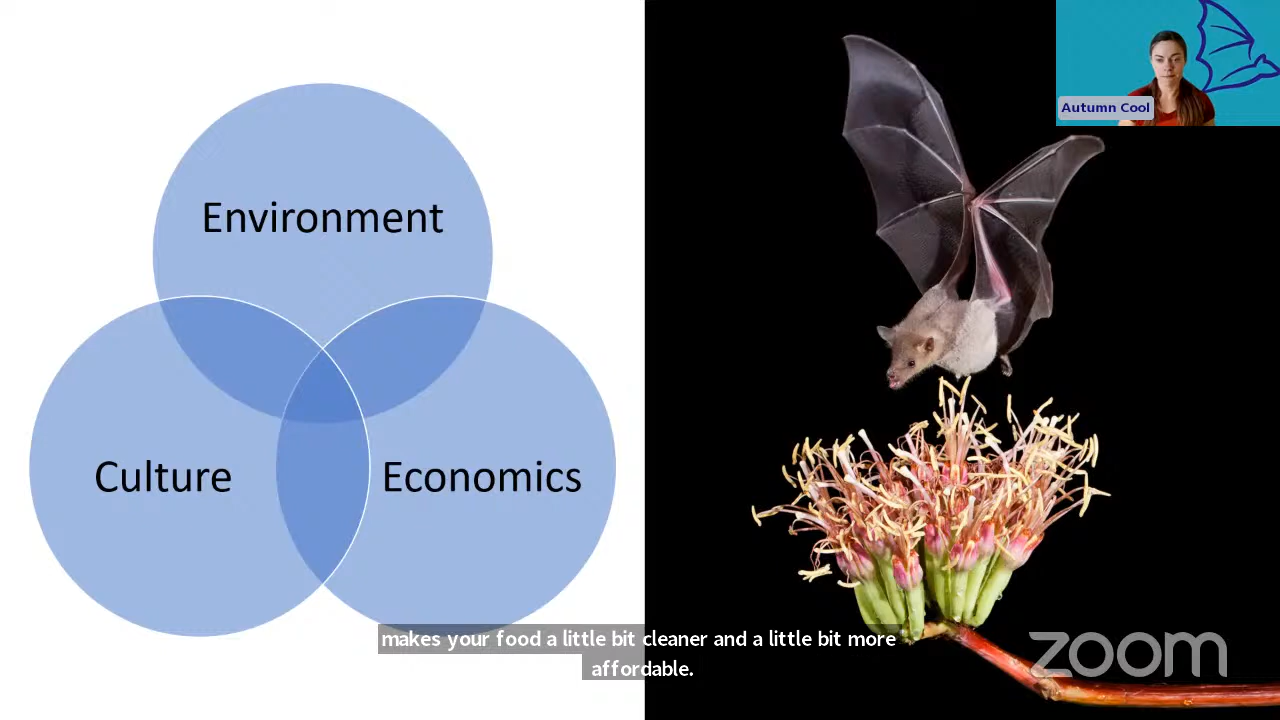 Autumn Cool
Environment
Culture
Economics
makes your food a little bit cleaner and a little bit more
affordable.
zoom